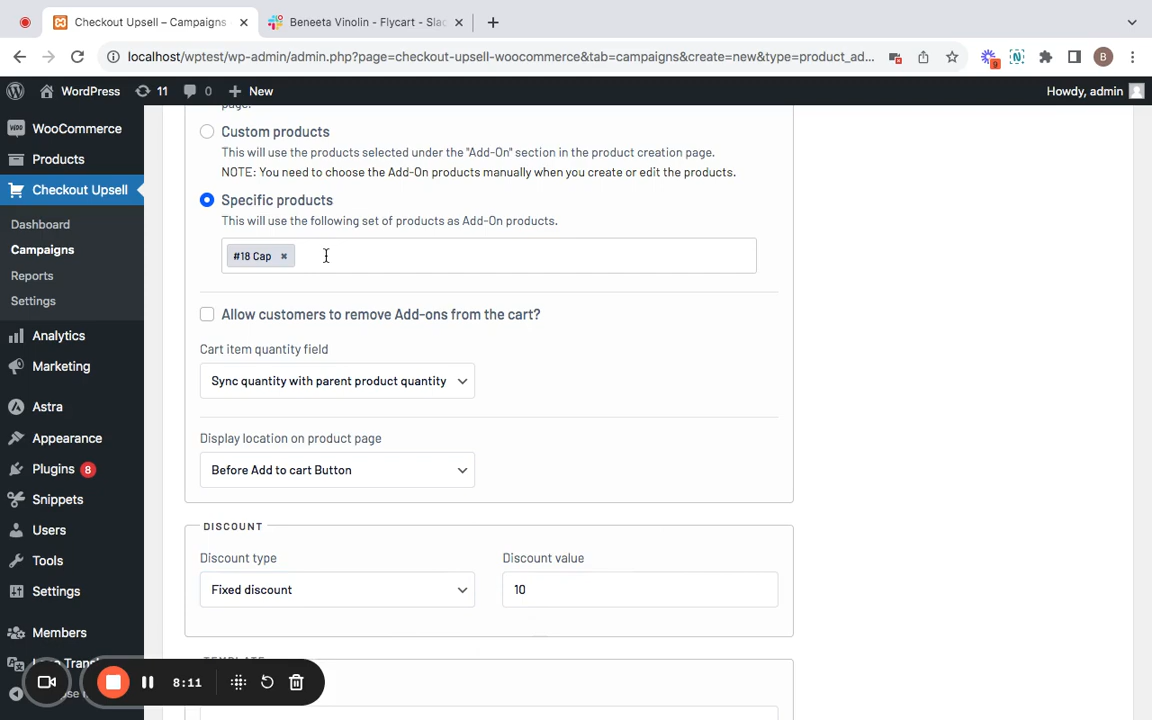 Checkout Upsell – Campaigns
Beneeta Vinolin - Flycart - Sla
localhost/wptest/wp-admin/admin.php?page=checkout-upsell-woocommerce&tab=campaigns&create=new&type=product_ad...
9
B
WordPress
11
0
New
Howdy, admin
WooCommerce
Products
Checkout Upsell
Dashboard
Campaigns
Reports
Settings
Analytics
Marketing
Astra
Appearance
Plugins 8
Snippets
Users
Tools
Settings
Members
page.
Custom products
This will use the products selected under the "Add-On" section in the product creation page.
NOTE: You need to choose the Add-On products manually when you create or edit the products.
Specific products
This will use the following set of products as Add-On products.
#18 Cap ×
Allow customers to remove Add-ons from the cart?
Cart item quantity field
Sync quantity with parent product quantity
Display location on product page
Before Add to cart Button
DISCOUNT
Discount type
Discount value
Fixed discount
10
TEMPLATE
8:11